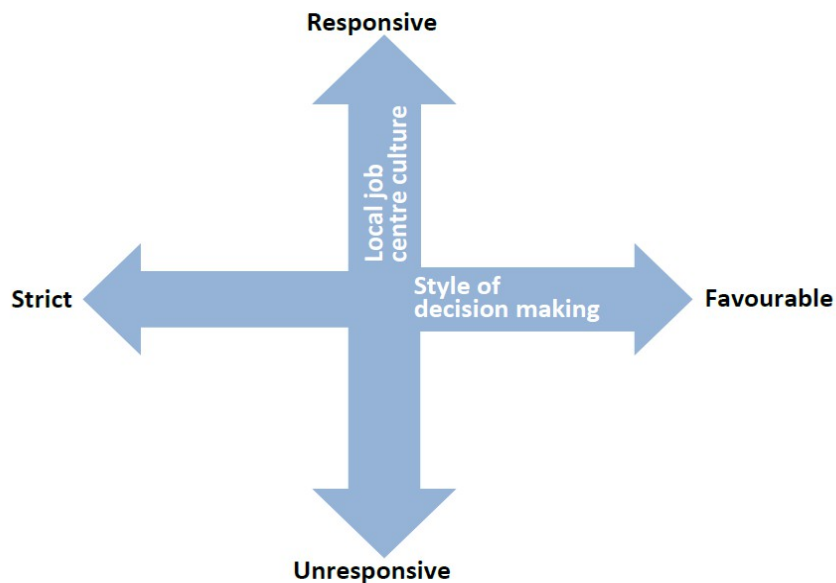 Responsive
Local job
centre culture
Strict
Style of
decision making
Favourable
Unresponsive